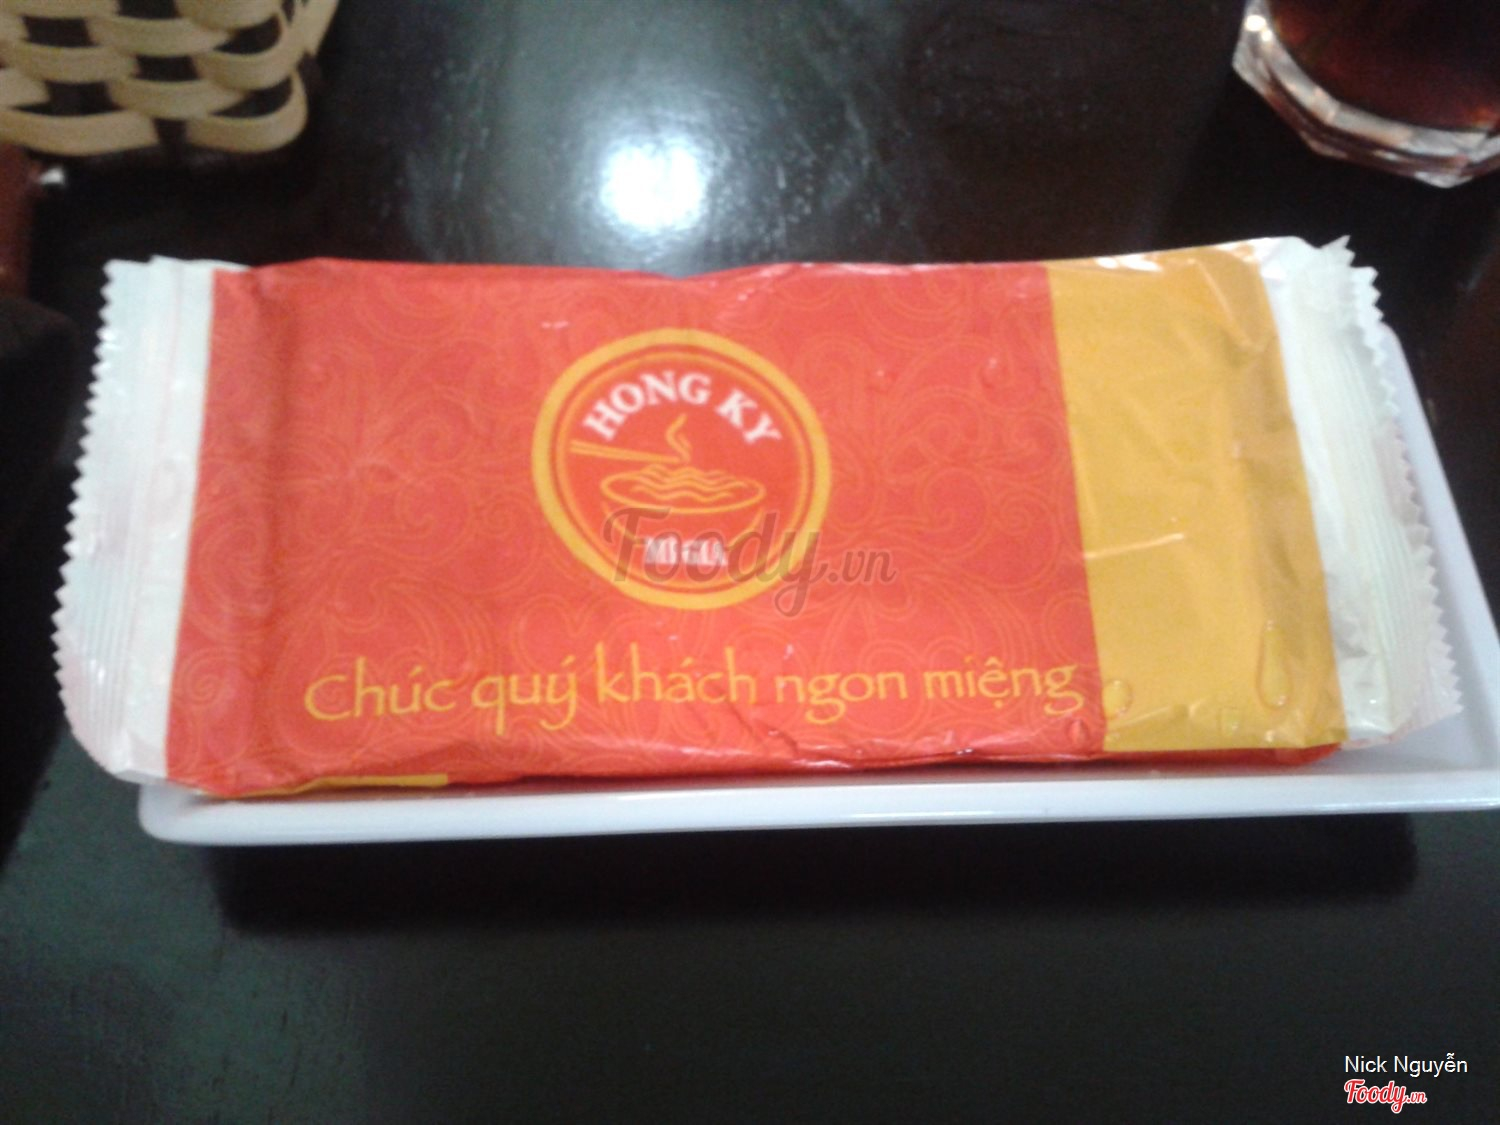 HONG KY
MÌ GIA
Chúc quý khách ngon miệng
Foody.vn
Nick Nguyễn
Foody.vn